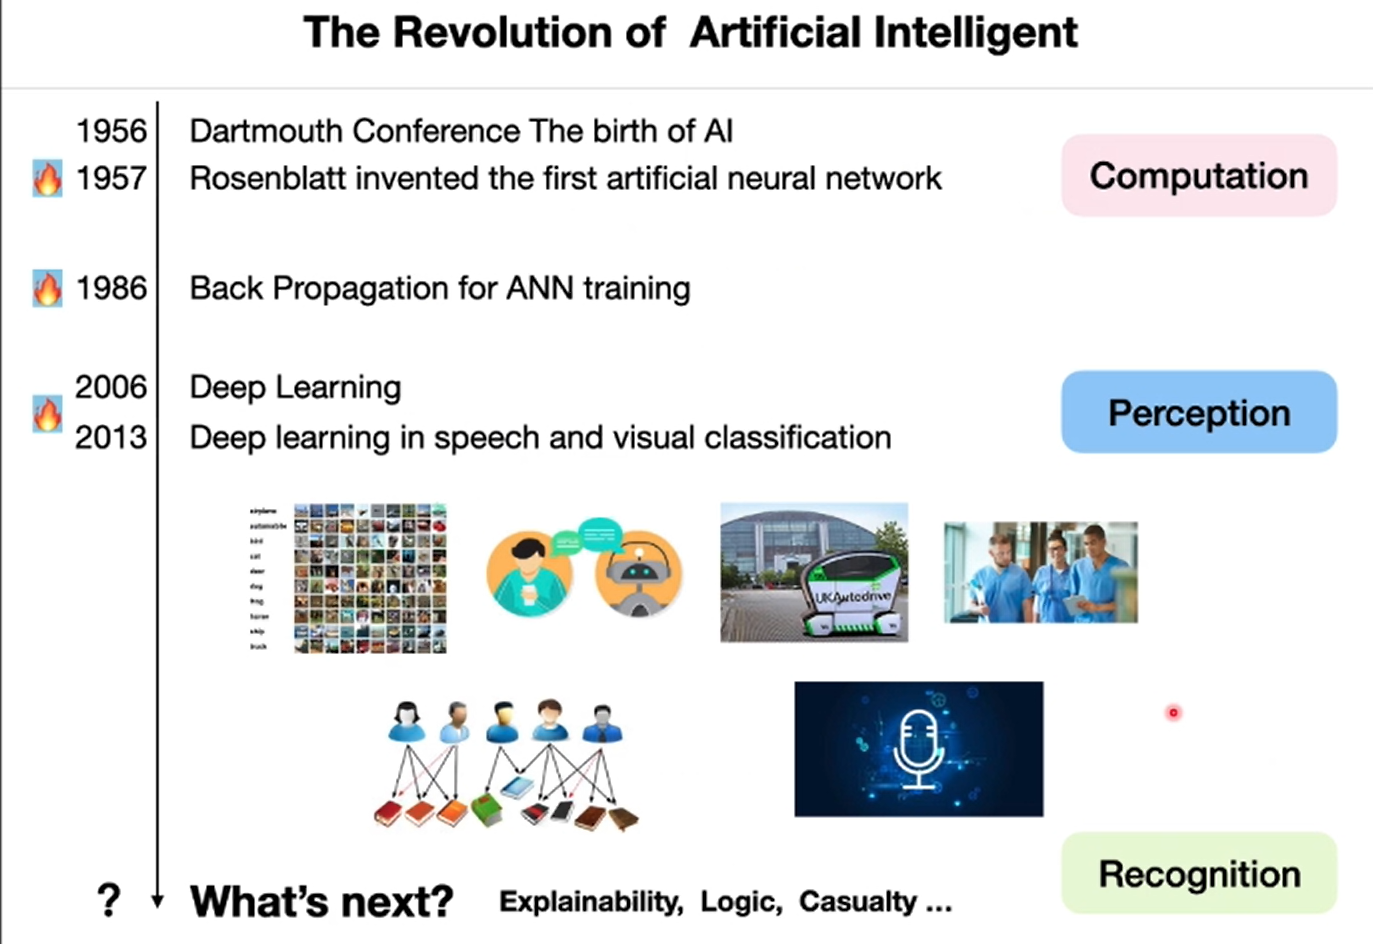 The Revolution of Artificial Intelligent
1956 Dartmouth Conference The birth of AI
1957 Rosenblatt invented the first artificial neural network
Computation
1986 Back Propagation for ANN training
2006 Deep Learning
Perception
2013 Deep learning in speech and visual classification
airplane
automobile
bird
cat
deer
dog
frog
horse
ship
truck
UKAutodrive
Recognition
? What's next? Explainability, Logic, Casualty ...